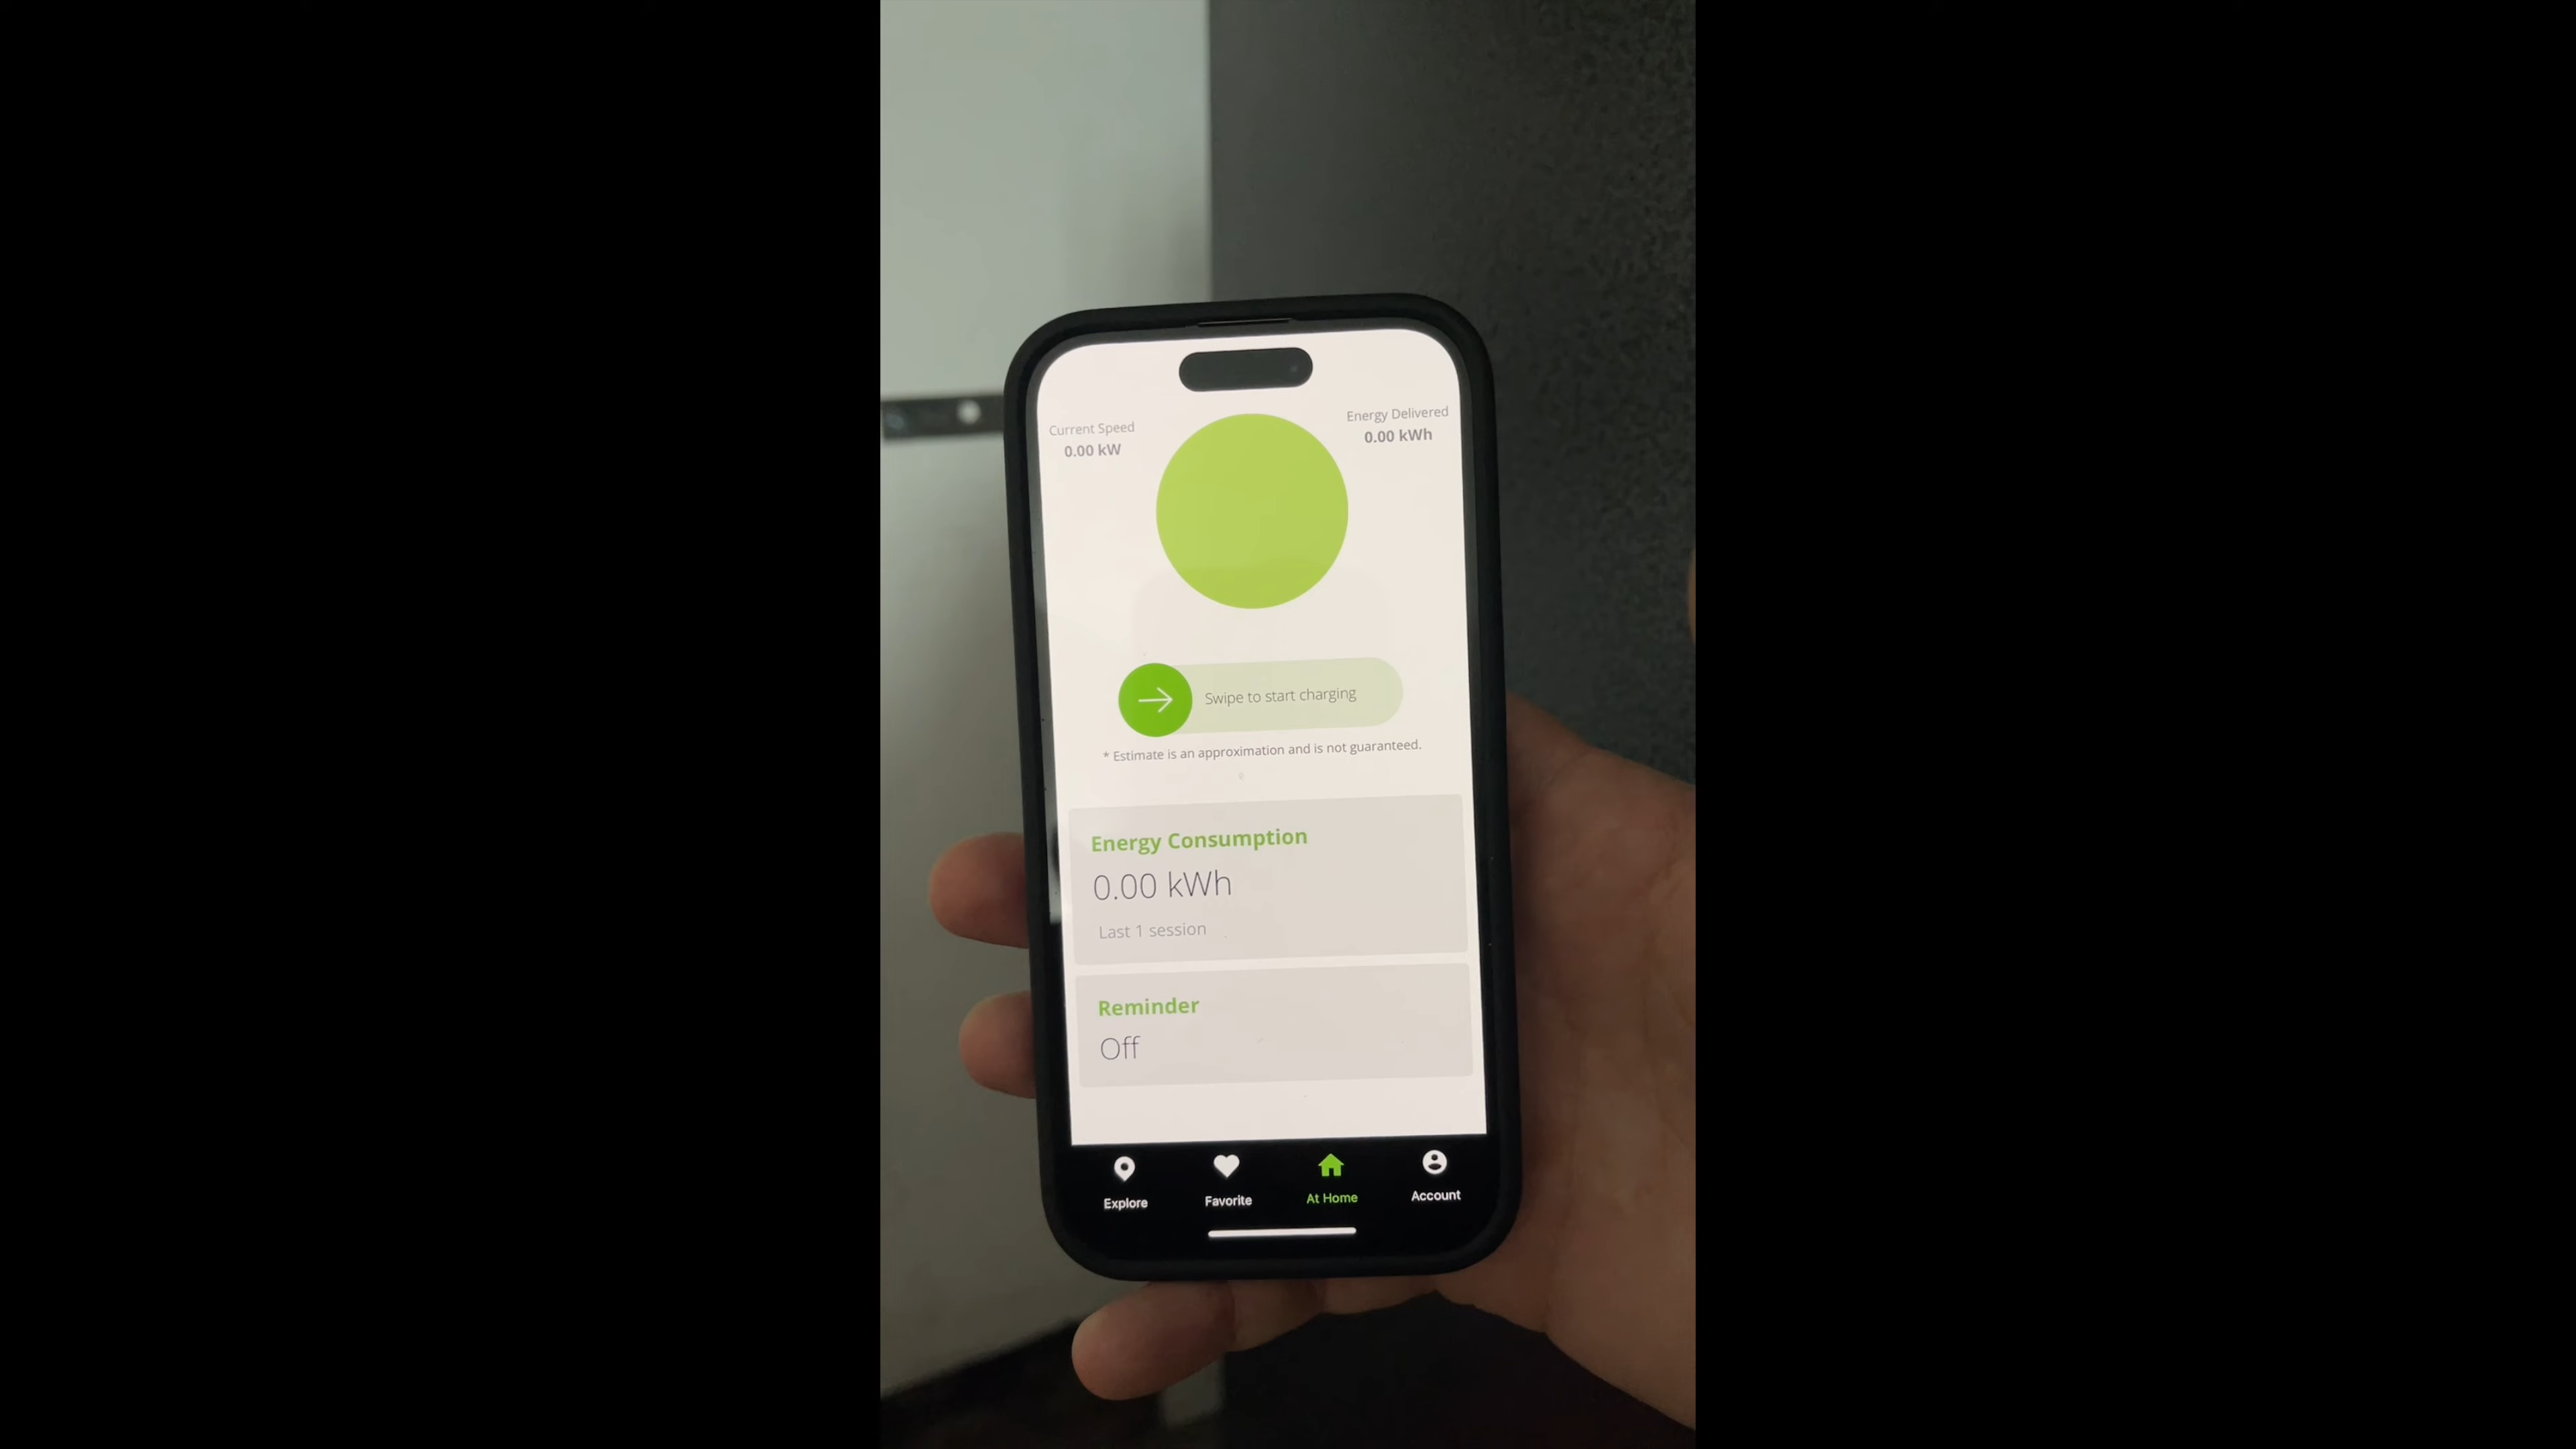 Current Speed
0.00 kW
Energy Delivered
0.00 kWh
Swipe to start charging
* Estimate is an approximation and is not guaranteed.
Energy Consumption
0.00 kWh
Last 1 session
Reminder
Off
Explore
Favorite
At Home
Account